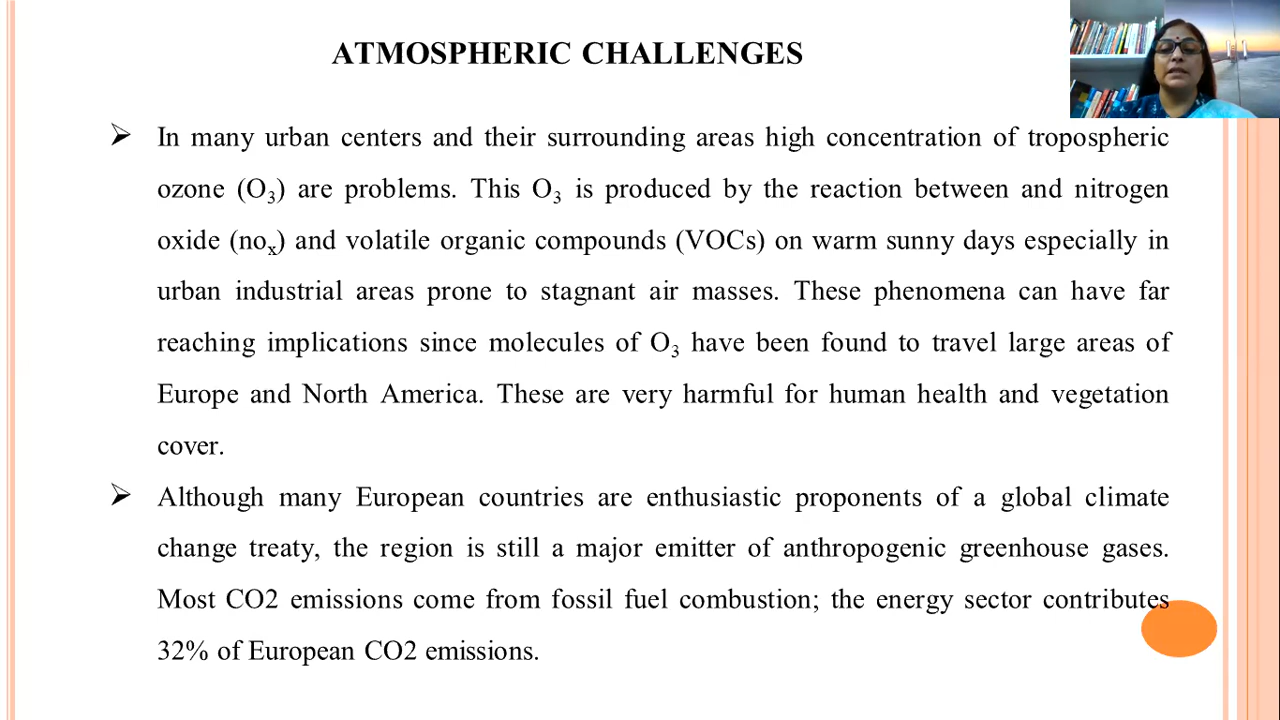 ATMOSPHERIC CHALLENGES
➢ In many urban centers and their surrounding areas high concentration of tropospheric
ozone (O₃) are problems. This O₃ is produced by the reaction between and nitrogen
oxide (noₓ) and volatile organic compounds (VOCs) on warm sunny days especially in
urban industrial areas prone to stagnant air masses. These phenomena can have far
reaching implications since molecules of O₃ have been found to travel large areas of
Europe and North America. These are very harmful for human health and vegetation
cover.
➢ Although many European countries are enthusiastic proponents of a global climate
change treaty, the region is still a major emitter of anthropogenic greenhouse gases.
Most CO2 emissions come from fossil fuel combustion; the energy sector contributes
32% of European CO2 emissions.